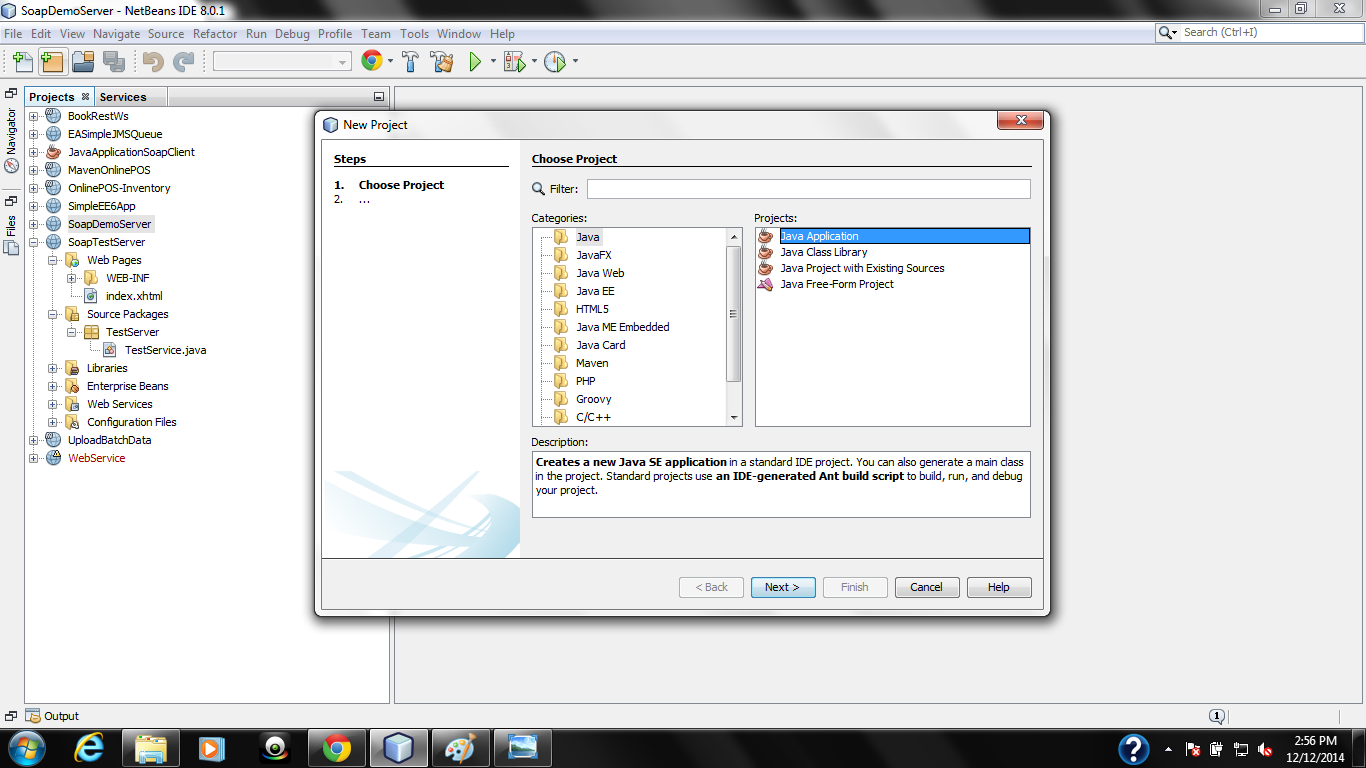 SoapDemoServer - NetBeans IDE 8.0.1
File Edit View Navigate Source Refactor Run Debug Profile Team Tools Window Help
Search (Ctrl+I)
Projects Services
Navigator
Files
BookRestWs
EASimpleJMSQueue
JavaApplicationSoapClient
MavenOnlinePOS
OnlinePOS-Inventory
SimpleEE6App
SoapDemoServer
SoapTestServer
Web Pages
WEB-INF
index.xhtml
Source Packages
TestServer
TestService.java
Libraries
Enterprise Beans
Web Services
Configuration Files
UploadBatchData
WebService
New Project
Steps
1. Choose Project
2. ...
Choose Project
Filter:
Categories:
Java
JavaFX
Java Web
Java EE
HTML5
Java ME Embedded
Java Card
Maven
PHP
Groovy
C/C++
Projects:
Java Application
Java Class Library
Java Project with Existing Sources
Java Free-Form Project
Description:
Creates a new Java SE application in a standard IDE project. You can also generate a main class
in the project. Standard projects use an IDE-generated Ant build script to build, run, and debug
your project.
< Back Next > Finish Cancel Help
Output
1
2:56 PM
12/12/2014